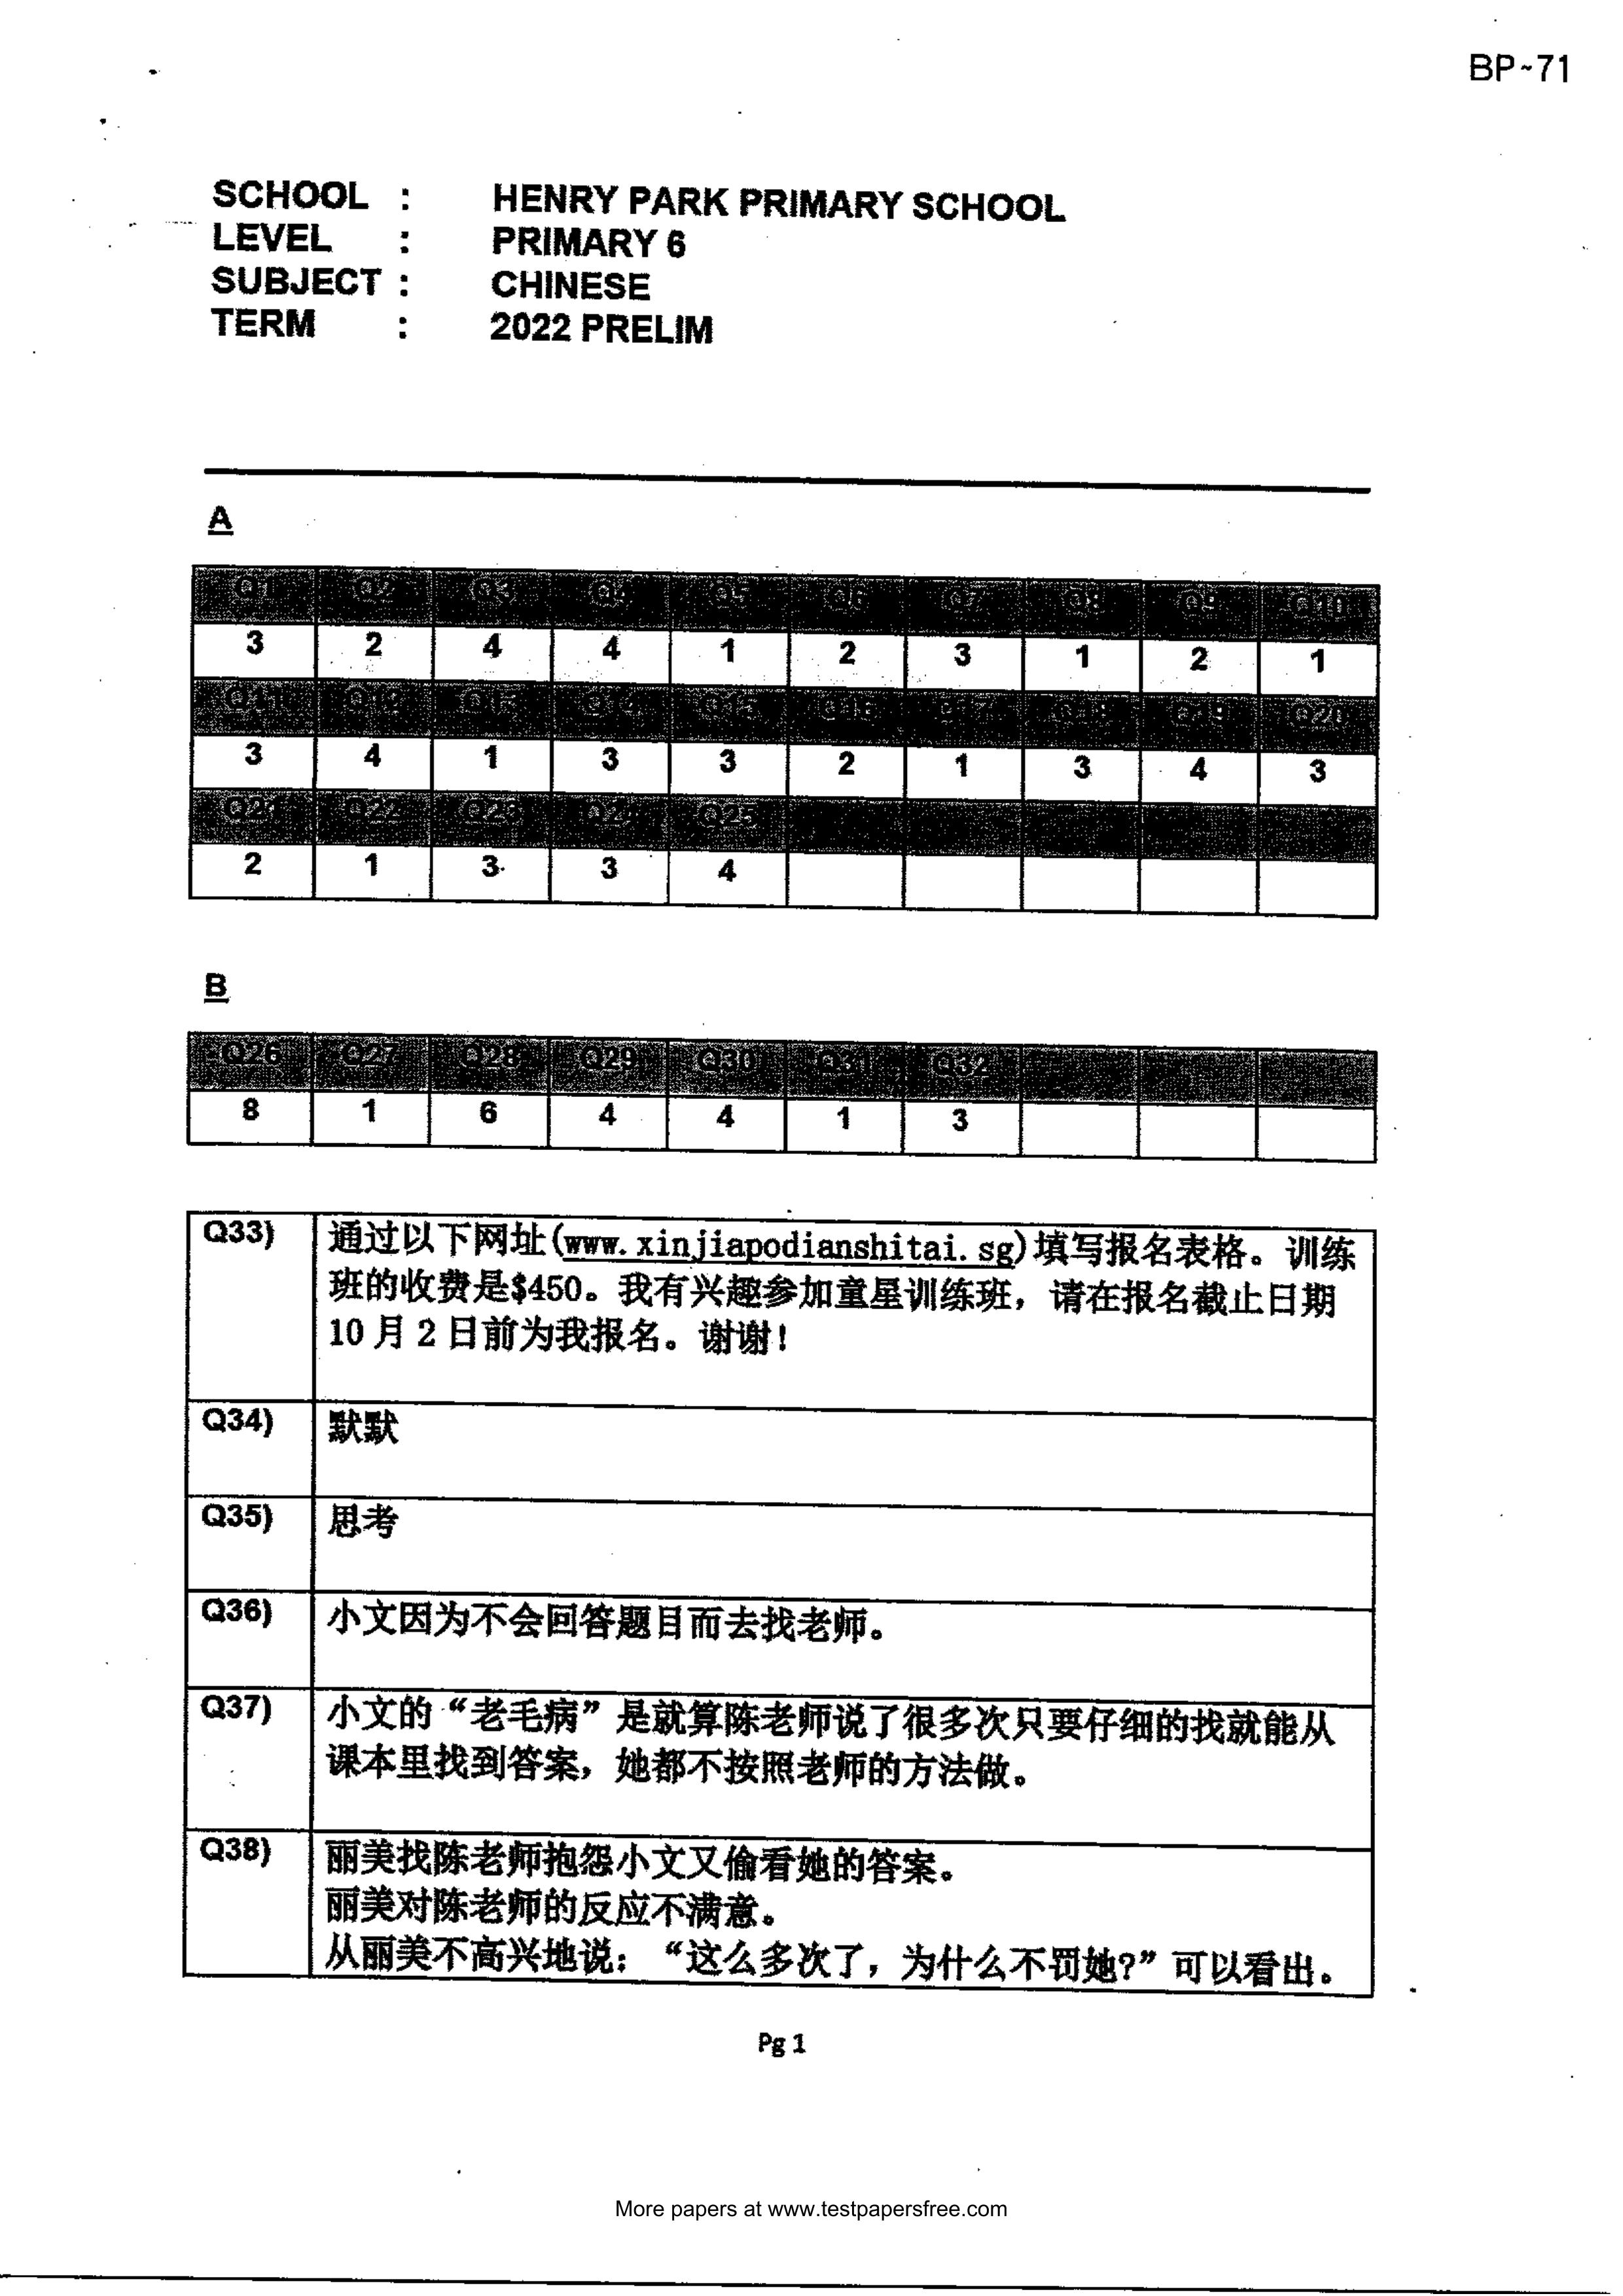 BP~71
SCHOOL : HENRY PARK PRIMARY SCHOOL
LEVEL : PRIMARY 6
SUBJECT : CHINESE
TERM : 2022 PRELIM
A
Q1 Q2 Q3 Q4 Q5 Q6 Q7 Q8 Q9 Q10
3 2 4 4 1 2 3 1 2 1
Q11 Q12 Q13 Q14 Q15 Q16 Q17 Q18 Q19 Q20
3 4 1 3 3 2 1 3 4 3
Q21 Q22 Q23 Q24 Q25
2 1 3 3 4
B
Q26 Q27 Q28 Q29 Q30 Q31 Q32
8 1 6 4 4 1 3
Q33) 通过以下网址(www.xinjiapodianshitai.sg)填写报名表格。训练
班的收费是$450。我有兴趣参加童星训练班，请在报名截止日期
10月2日前为我报名。谢谢！
Q34) 默默
Q35) 思考
Q36) 小文因为不会回答题目而去找老师。
Q37) 小文的“老毛病”是就算陈老师说了很多次只要仔细的找就能从
课本里找到答案，她都不按照老师的方法做。
Q38) 丽美找陈老师抱怨小文又偷看她的答案。
丽美对陈老师的反应不满意。
从丽美不高兴地说：“这么多次了，为什么不罚她?”可以看出。
Pg 1
More papers at www.testpapersfree.com